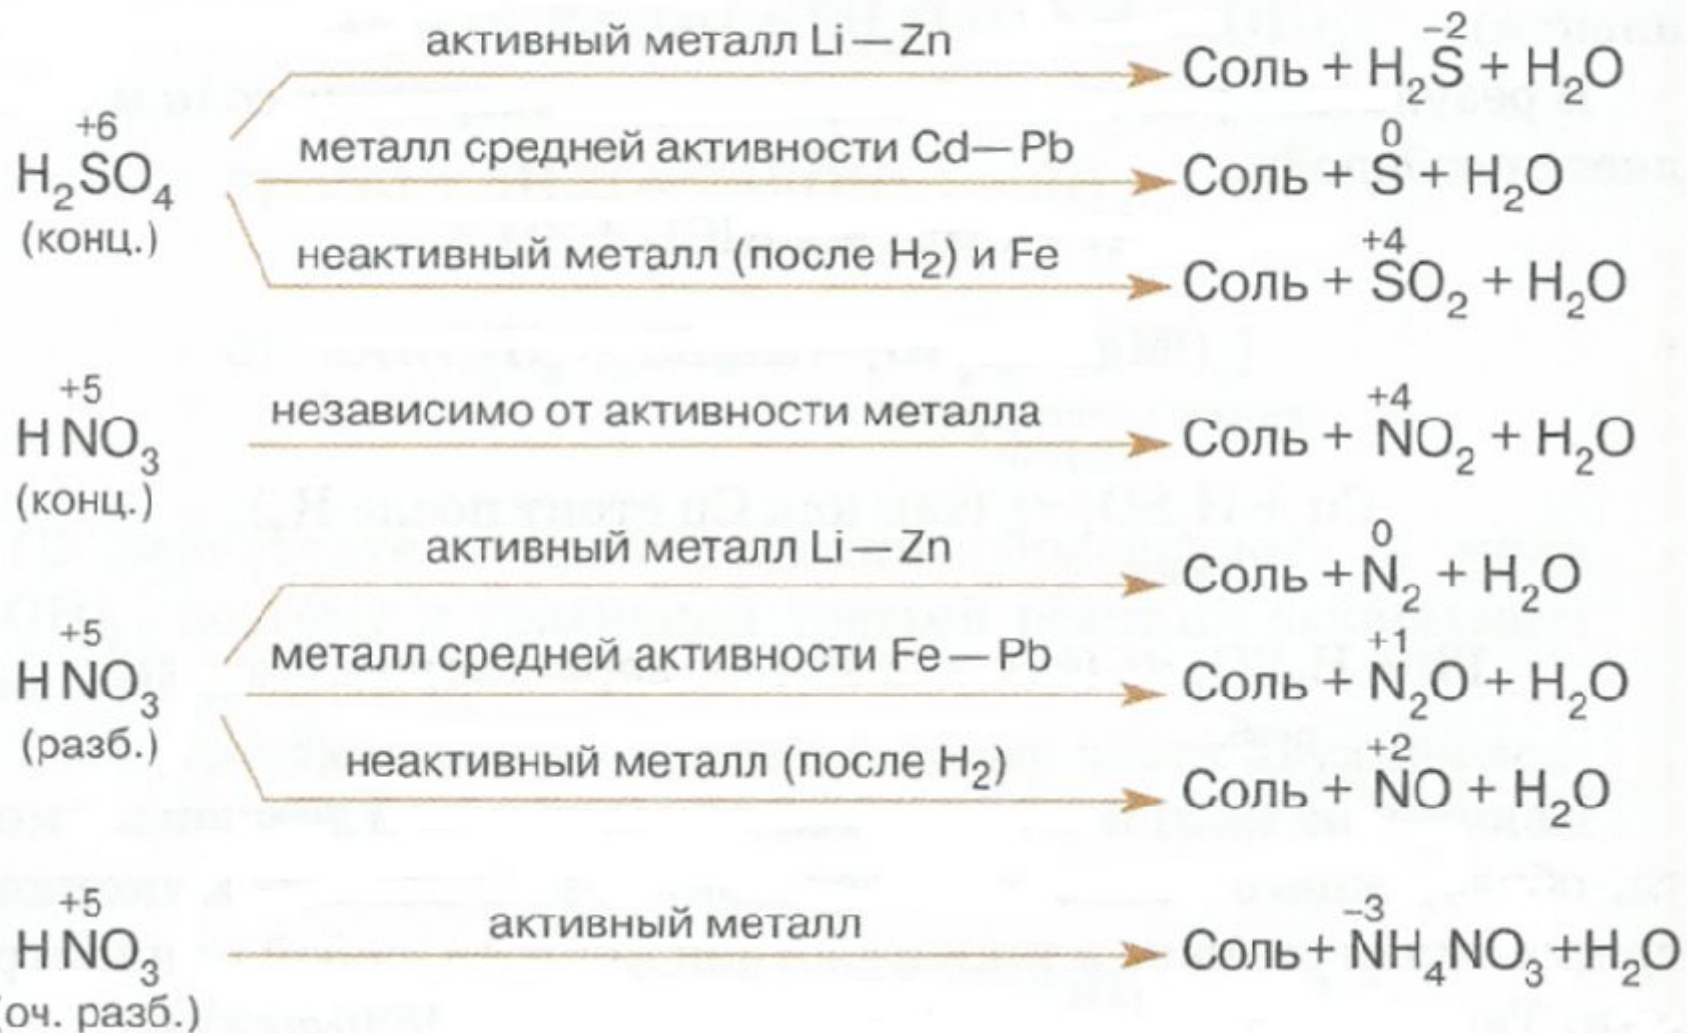 активный металл Li — Zn
−2
Соль + H₂S + H₂O
+6
H₂SO₄
(конц.)
металл средней активности Cd — Pb
0
Соль + S + H₂O
неактивный металл (после H₂) и Fe
+4
Соль + SO₂ + H₂O
+5
HNO₃
(конц.)
независимо от активности металла
+4
Соль + NO₂ + H₂O
активный металл Li — Zn
0
Соль + N₂ + H₂O
+5
HNO₃
(разб.)
металл средней активности Fe — Pb
+1
Соль + N₂O + H₂O
неактивный металл (после H₂)
+2
Соль + NO + H₂O
+5
HNO₃
(оч. разб.)
активный металл
−3
Соль + NH₄NO₃ + H₂O